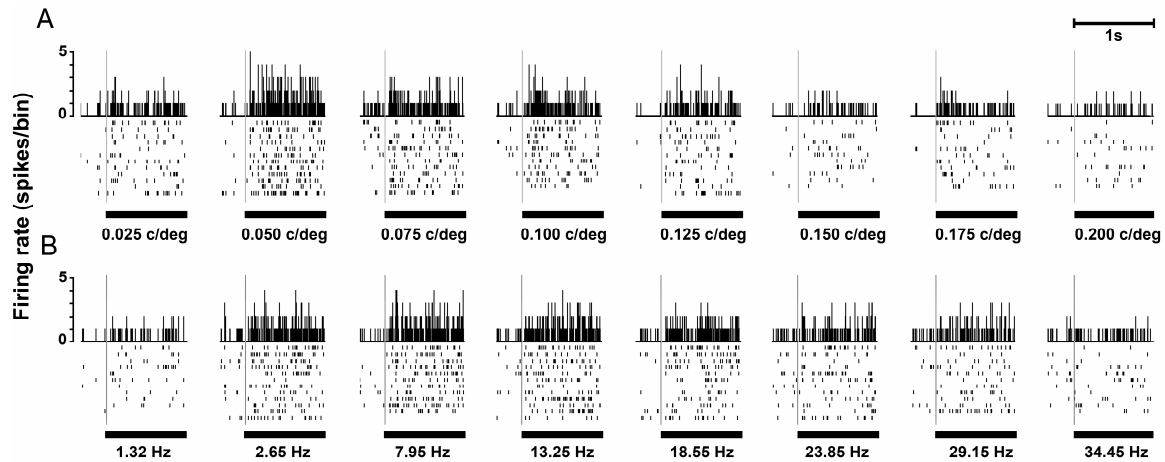 A
1s
Firing rate (spikes/bin)
5
0
0.025 c/deg 0.050 c/deg 0.075 c/deg 0.100 c/deg 0.125 c/deg 0.150 c/deg 0.175 c/deg 0.200 c/deg
B
5
0
1.32 Hz 2.65 Hz 7.95 Hz 13.25 Hz 18.55 Hz 23.85 Hz 29.15 Hz 34.45 Hz